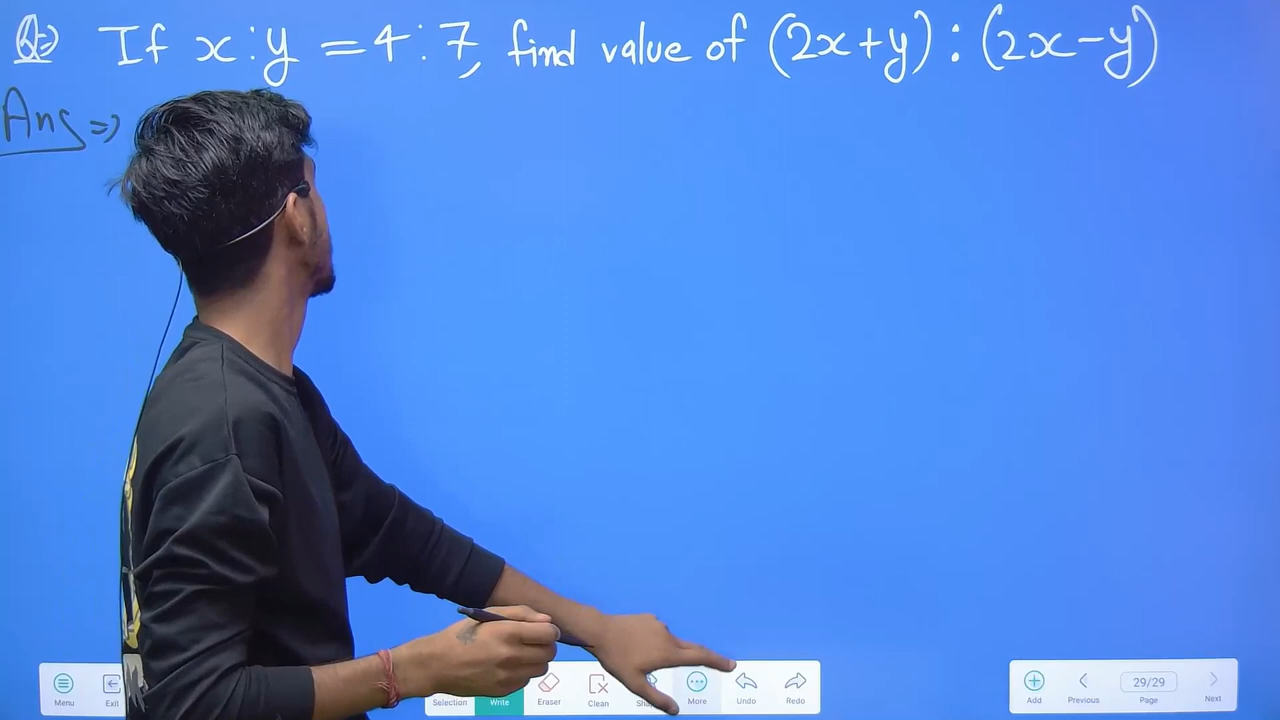 Q⇒ If x:y = 4:7, find value of (2x+y) : (2x-y)
Ans ⇒
Menu Exit Selection Write Eraser Clean More Undo Redo Add Previous 29/29 Page Next